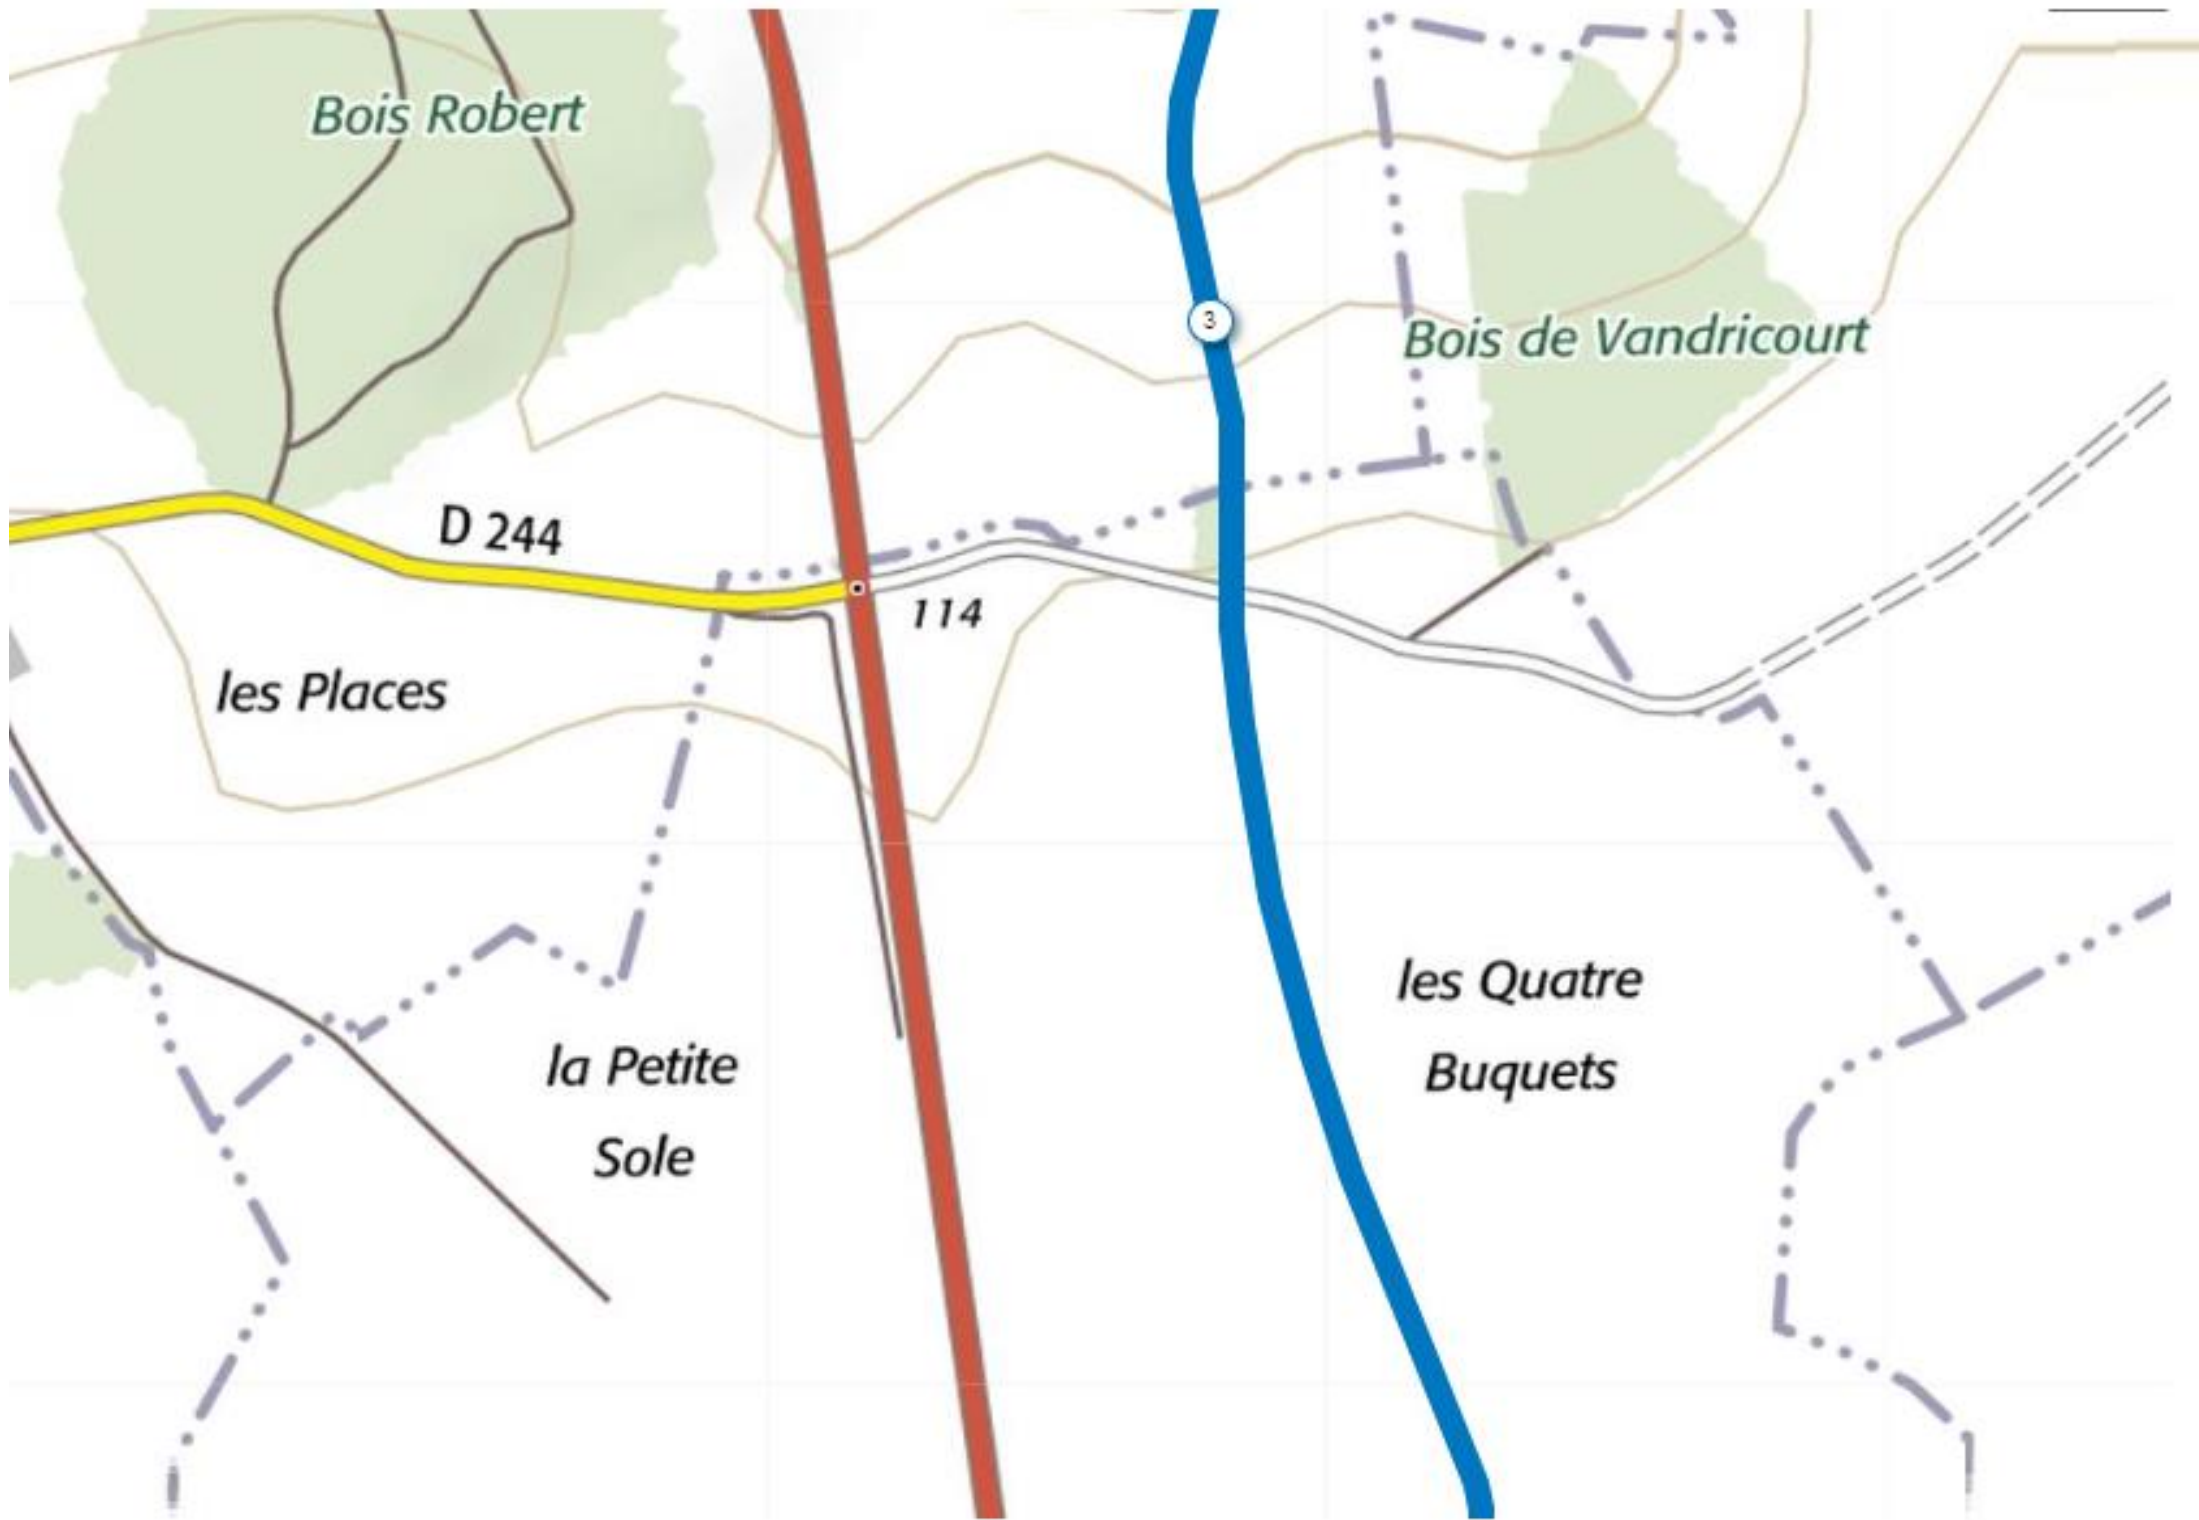 Bois Robert
3
Bois de Vandricourt
D 244
114
les Places
les Quatre
Buquets
la Petite
Sole